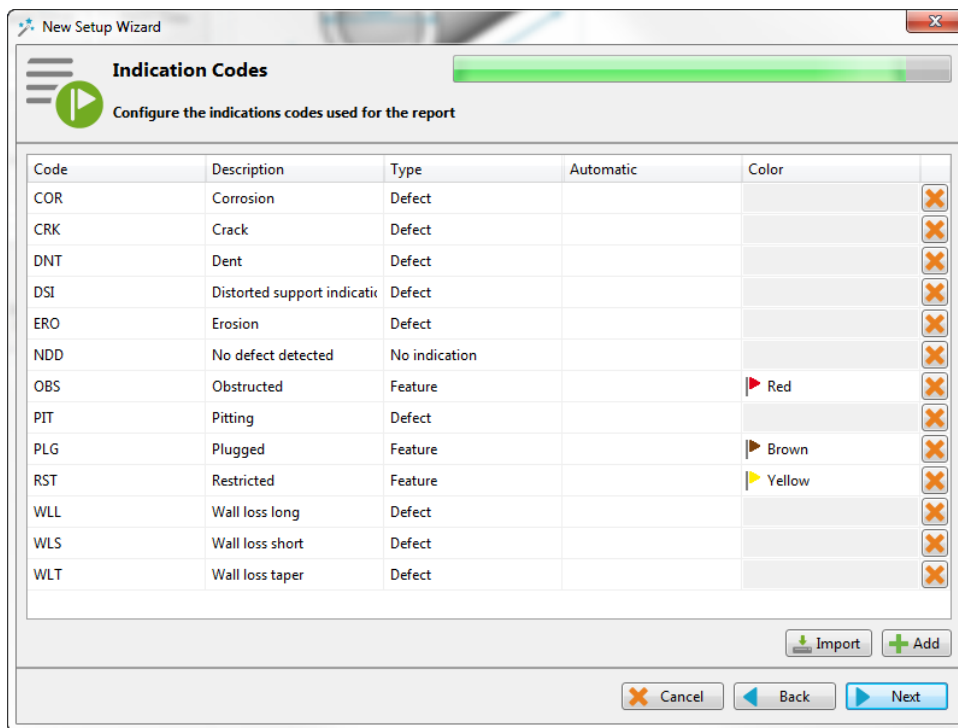 New Setup Wizard
Indication Codes
Configure the indications codes used for the report
Code Description Type Automatic Color
COR Corrosion Defect
CRK Crack Defect
DNT Dent Defect
DSI Distorted support indicatic Defect
ERO Erosion Defect
NDD No defect detected No indication
OBS Obstructed Feature Red
PIT Pitting Defect
PLG Plugged Feature Brown
RST Restricted Feature Yellow
WLL Wall loss long Defect
WLS Wall loss short Defect
WLT Wall loss taper Defect
Import Add
Cancel Back Next